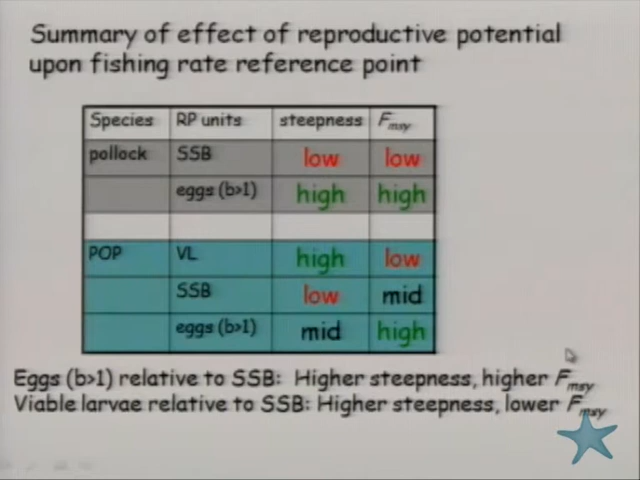 Summary of effect of reproductive potential
upon fishing rate reference point
Species RP units steepness Fmsy
pollock SSB low low
eggs (b>1) high high
POP VL high low
SSB low mid
eggs (b>1) mid high
Eggs (b>1) relative to SSB: Higher steepness, higher Fmsy
Viable larvae relative to SSB: Higher steepness, lower Fmsy